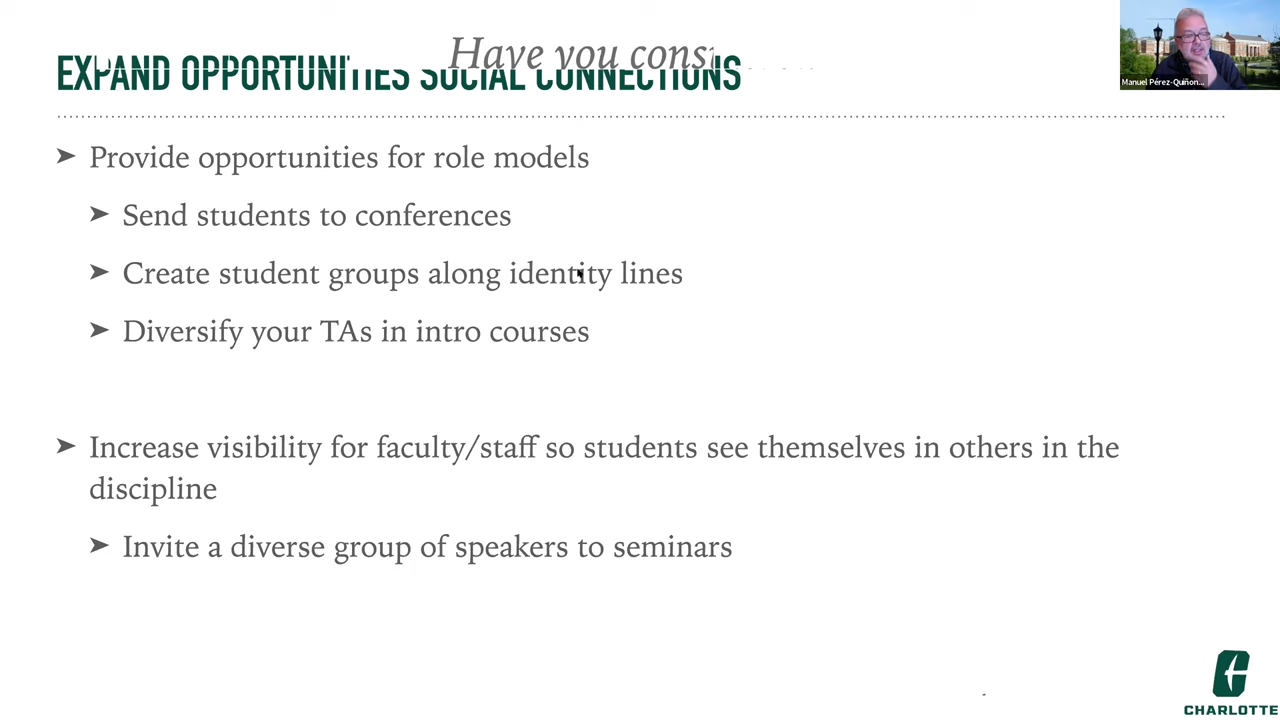 Have you cons
EXPAND OPPORTUNITIES SOCIAL CONNECTIONS
Manuel Pérez-Quiñon...
➤ Provide opportunities for role models
➤ Send students to conferences
➤ Create student groups along identity lines
➤ Diversify your TAs in intro courses
➤ Increase visibility for faculty/staff so students see themselves in others in the
discipline
➤ Invite a diverse group of speakers to seminars
CHARLOTTE